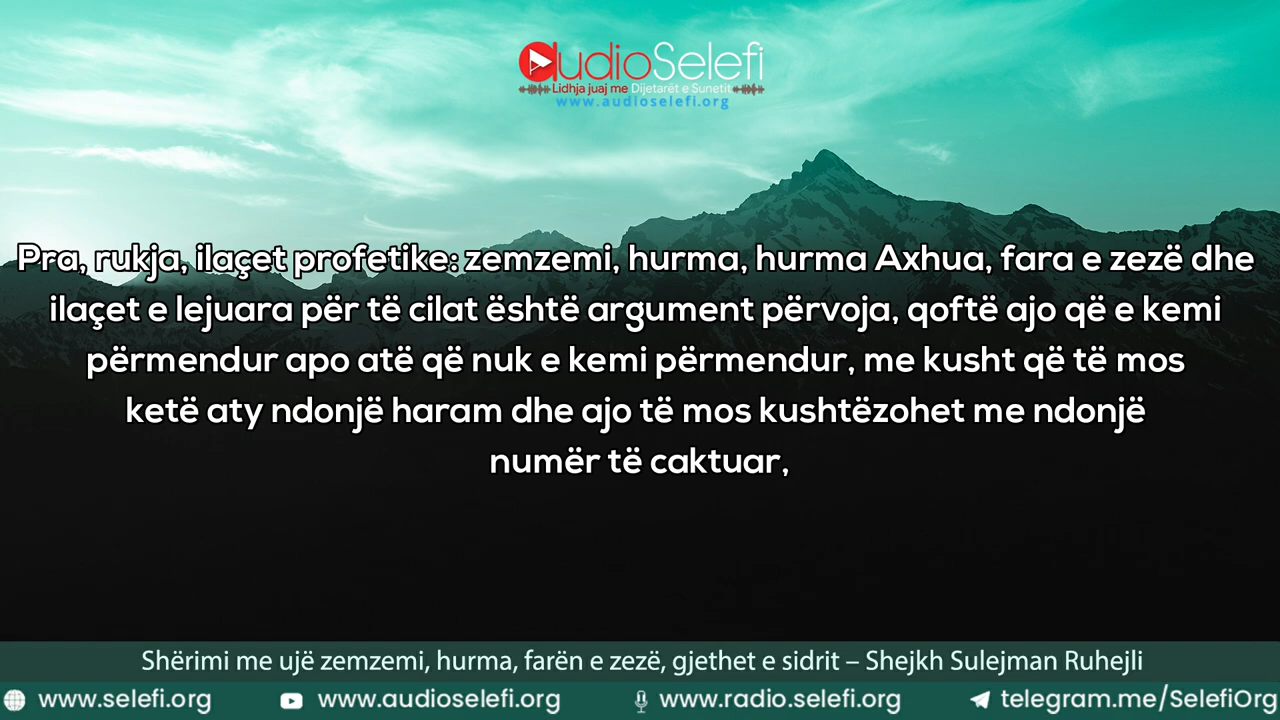 audioSelefi
Lidhja juaj me Dijetarët e Sunetit
www.audioselefi.org
Pra, rukja, ilaçet profetike: zemzemi, hurma, hurma Axhua, fara e zezë dhe
ilaçet e lejuara për të cilat është argument përvoja, qoftë ajo që e kemi
përmendur apo atë që nuk e kemi përmendur, me kusht që të mos
ketë aty ndonjë haram dhe ajo të mos kushtëzohet me ndonjë
numër të caktuar,
Shërimi me ujë zemzemi, hurma, farën e zezë, gjethet e sidrit – Shejkh Sulejman Ruhejli
www.selefi.org www.audioselefi.org www.radio.selefi.org telegram.me/SelefiOrg